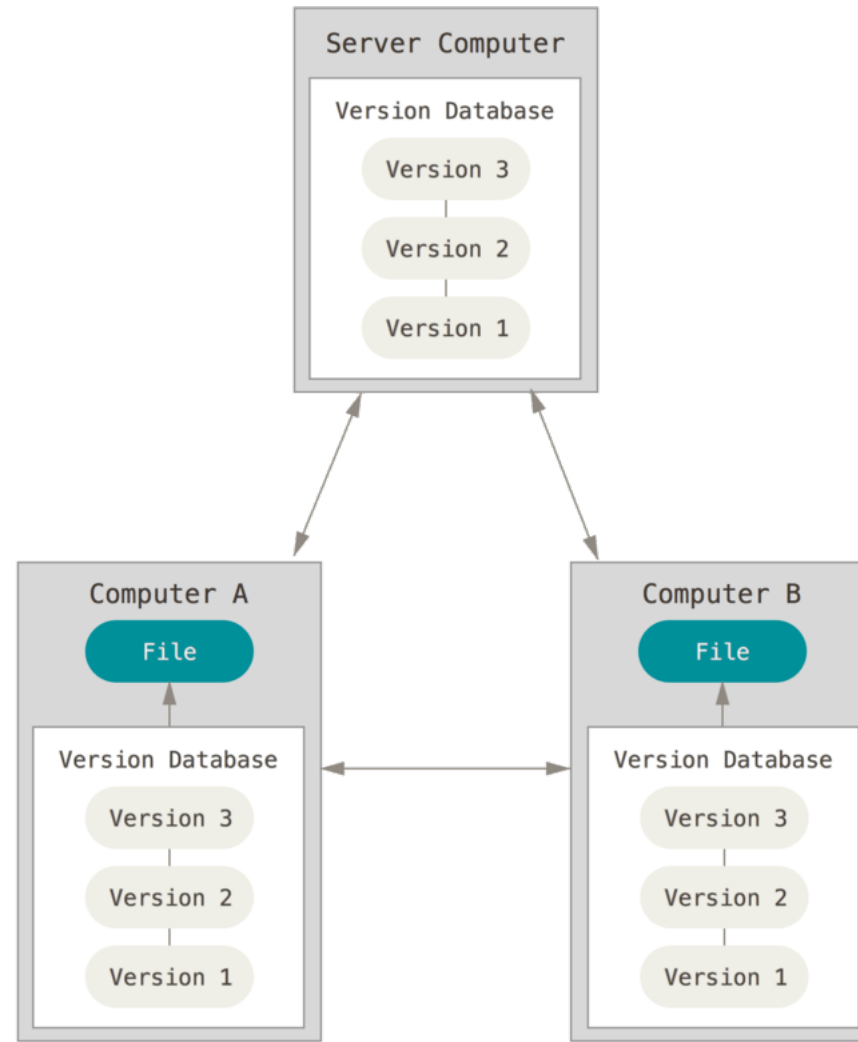 Server Computer
Version Database
Version 3
Version 2
Version 1
Computer A
File
Version Database
Version 3
Version 2
Version 1
Computer B
File
Version Database
Version 3
Version 2
Version 1